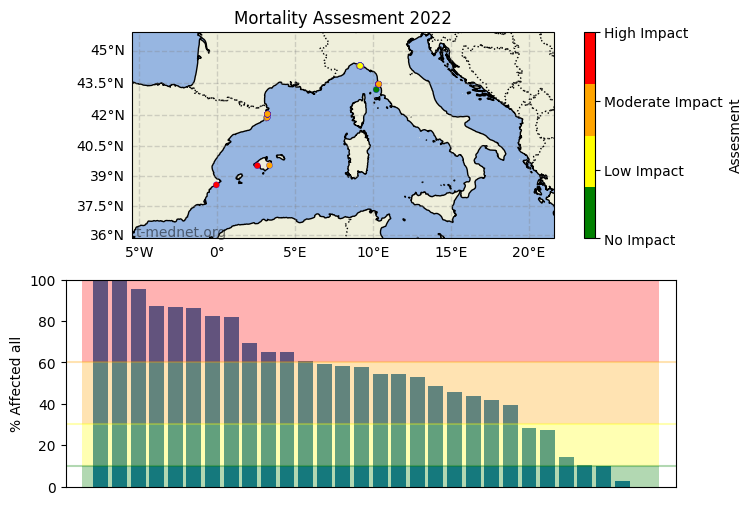 Mortality Assesment 2022
45°N
43.5°N
42°N
40.5°N
39°N
37.5°N
36°N
t-mednet.org
5°W
0°
5°E
10°E
15°E
20°E
High Impact
Moderate Impact
Low Impact
No Impact
Assesment
% Affected all
100
80
60
40
20
0